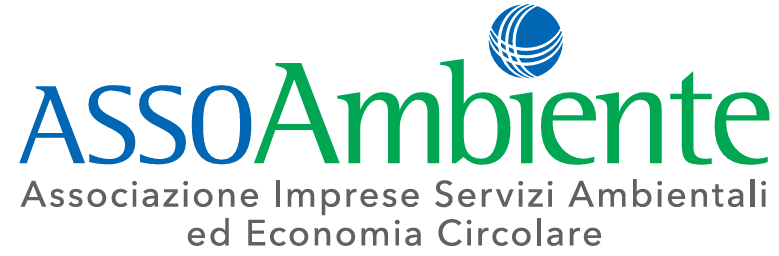 ASSOAmbiente
Associazione Imprese Servizi Ambientali
ed Economia Circolare